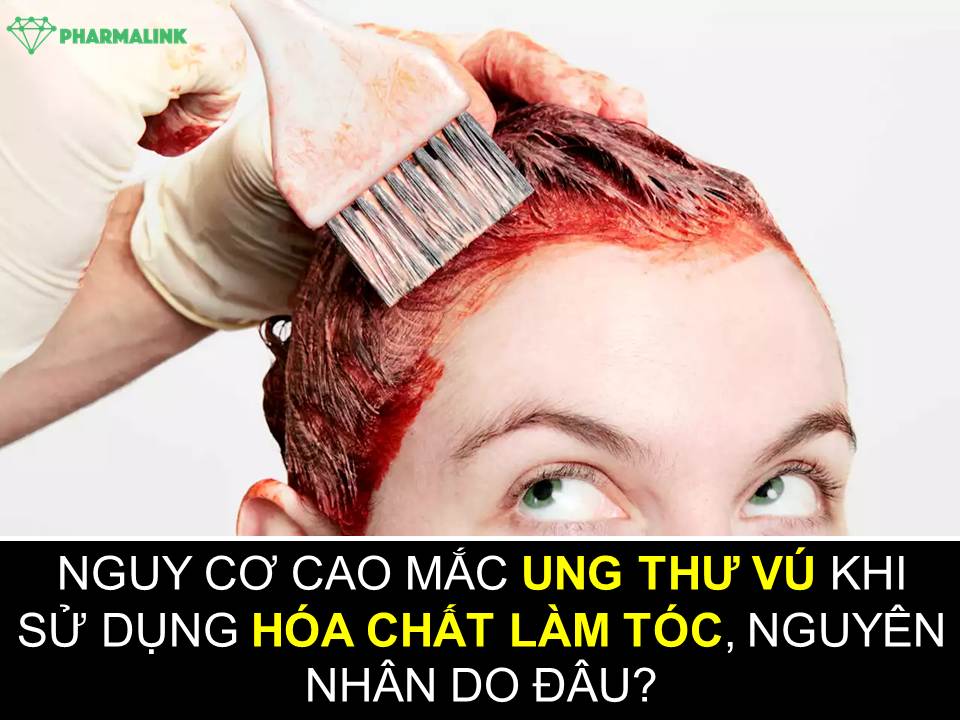 PHARMALINK
NGUY CƠ CAO MẮC UNG THƯ VÚ KHI
SỬ DỤNG HÓA CHẤT LÀM TÓC, NGUYÊN
NHÂN DO ĐÂU?